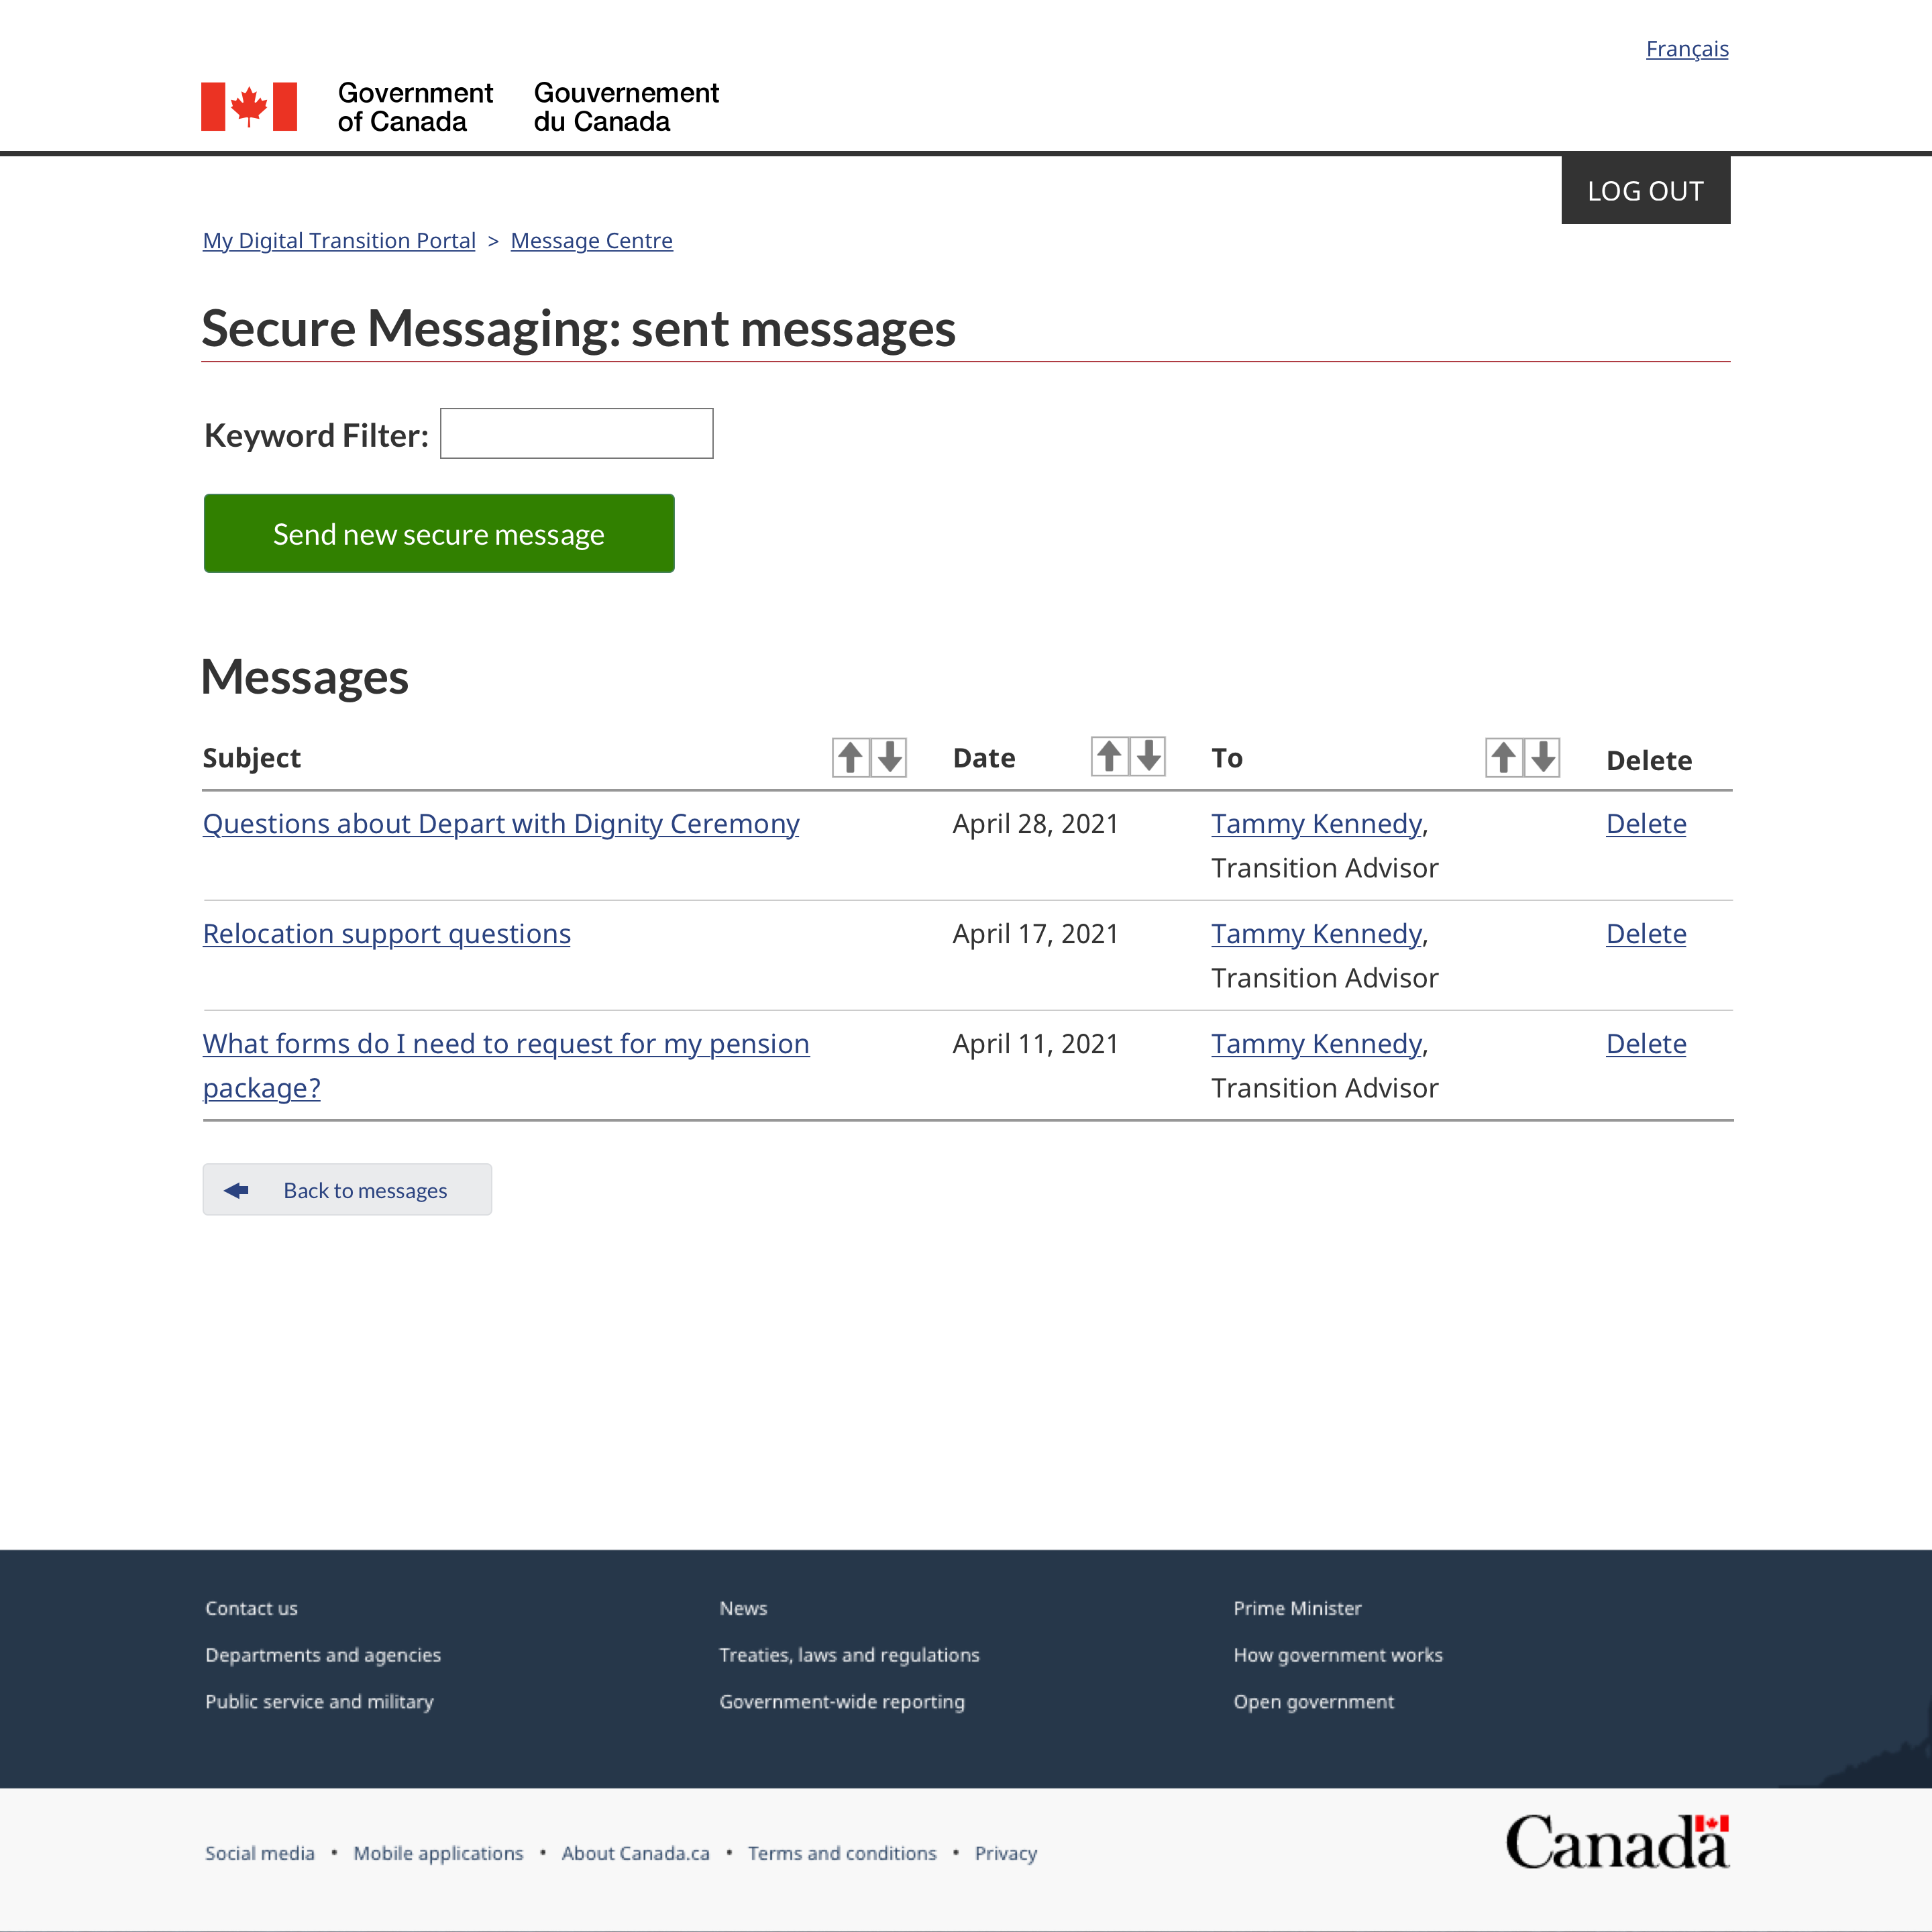 Français
Government of Canada
Gouvernement du Canada
LOG OUT
My Digital Transition Portal > Message Centre
Secure Messaging: sent messages
Keyword Filter:
Send new secure message
Messages
Subject Date To Delete
Questions about Depart with Dignity Ceremony April 28, 2021 Tammy Kennedy, Delete
Transition Advisor
Relocation support questions April 17, 2021 Tammy Kennedy, Delete
Transition Advisor
What forms do I need to request for my pension April 11, 2021 Tammy Kennedy, Delete
package? Transition Advisor
Back to messages
Contact us News Prime Minister
Departments and agencies Treaties, laws and regulations How government works
Public service and military Government-wide reporting Open government
Social media • Mobile applications • About Canada.ca • Terms and conditions • Privacy
Canada